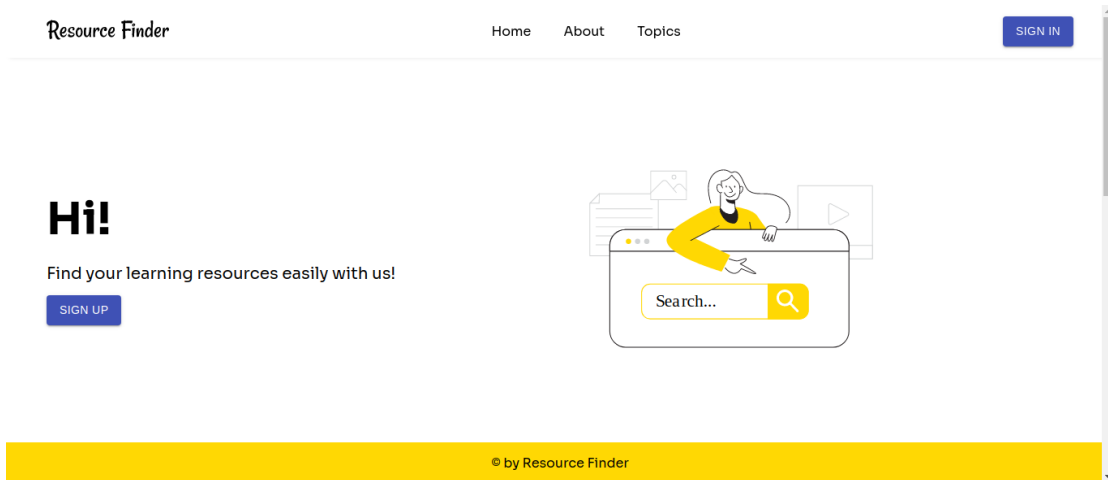 Resource Finder
Home About Topics
SIGN IN
Hi!
Find your learning resources easily with us!
SIGN UP
Search...
© by Resource Finder